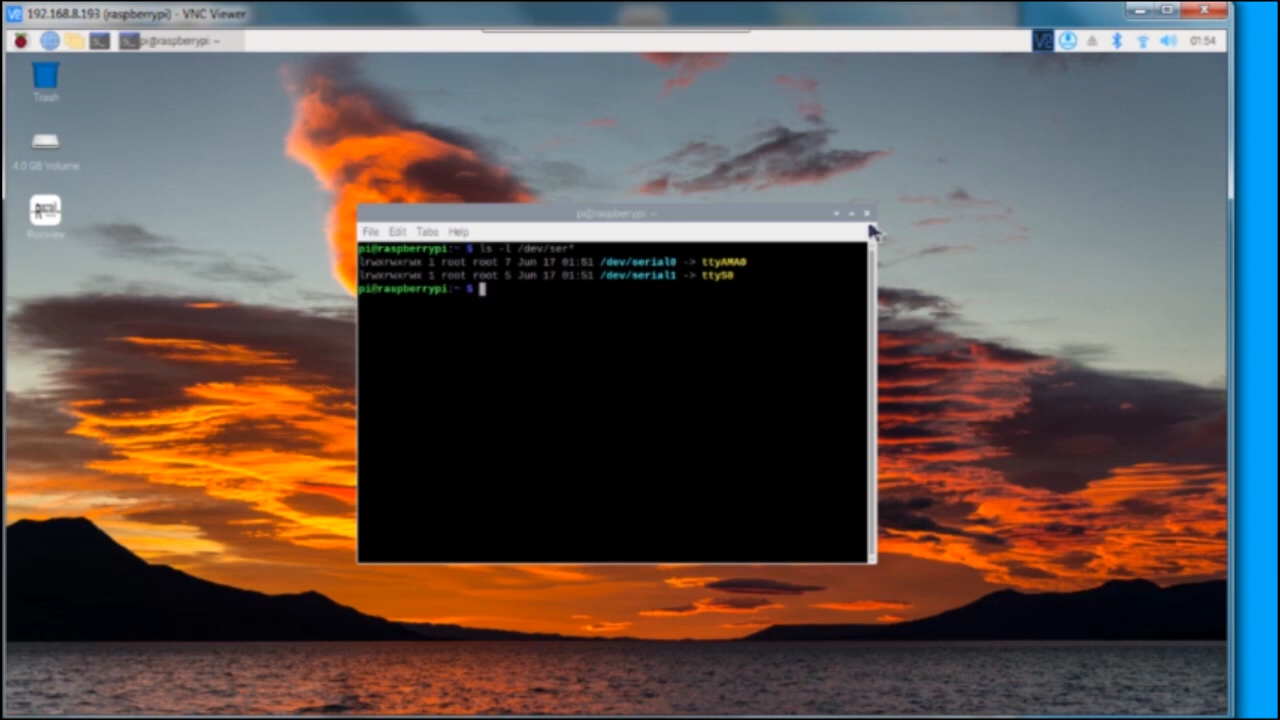 192.168.8.193 (raspberrypi) - VNC Viewer
pi@raspberrypi: ~
01:54
Trash
4.0 GB Volume
pi@raspberrypi: ~
File Edit Tabs Help
pi@raspberrypi:~ $ ls -l /dev/ser*
lrwxrwxrwx 1 root root 7 Jun 17 01:51 /dev/serial0 -> ttyAMA0
lrwxrwxrwx 1 root root 5 Jun 17 01:51 /dev/serial1 -> ttyS0
pi@raspberrypi:~ $